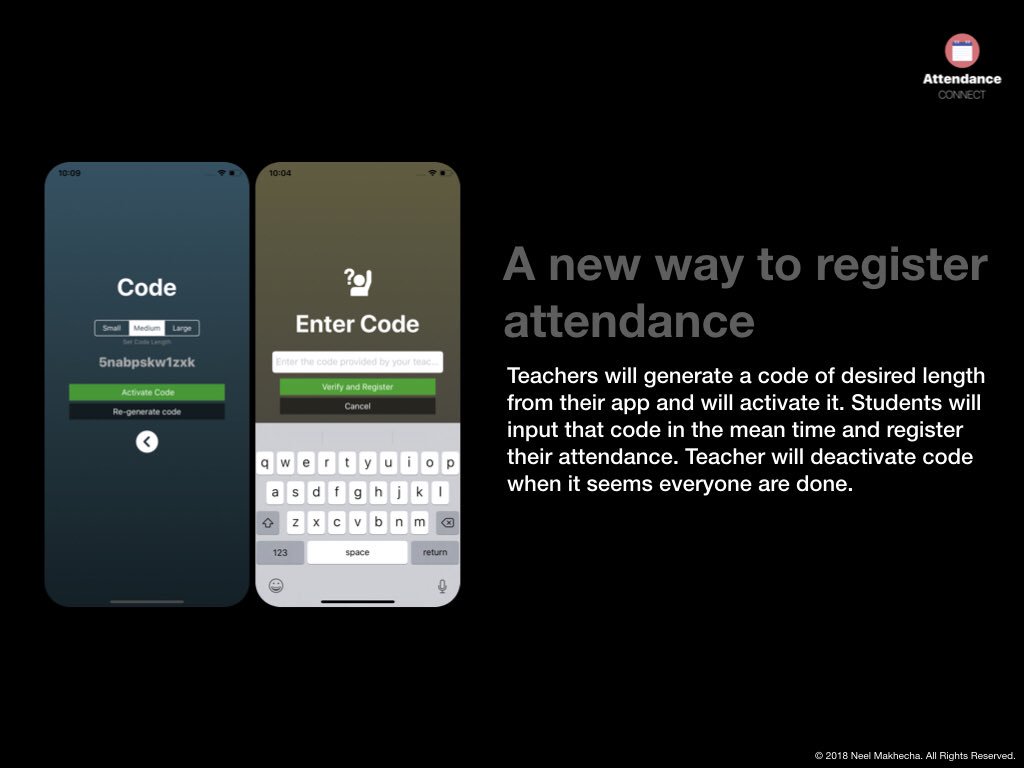 Attendance
CONNECT
10:09
Code
Small Medium Large
Set Code Length
5nabpskw1zxk
Activate Code
Re-generate code
10:04
?
Enter Code
Enter the code provided by your teac...
Verify and Register
Cancel
q w e r t y u i o p
a s d f g h j k l
z x c v b n m
123 space return
A new way to register
attendance
Teachers will generate a code of desired length
from their app and will activate it. Students will
input that code in the mean time and register
their attendance. Teacher will deactivate code
when it seems everyone are done.
© 2018 Neel Makhecha. All Rights Reserved.